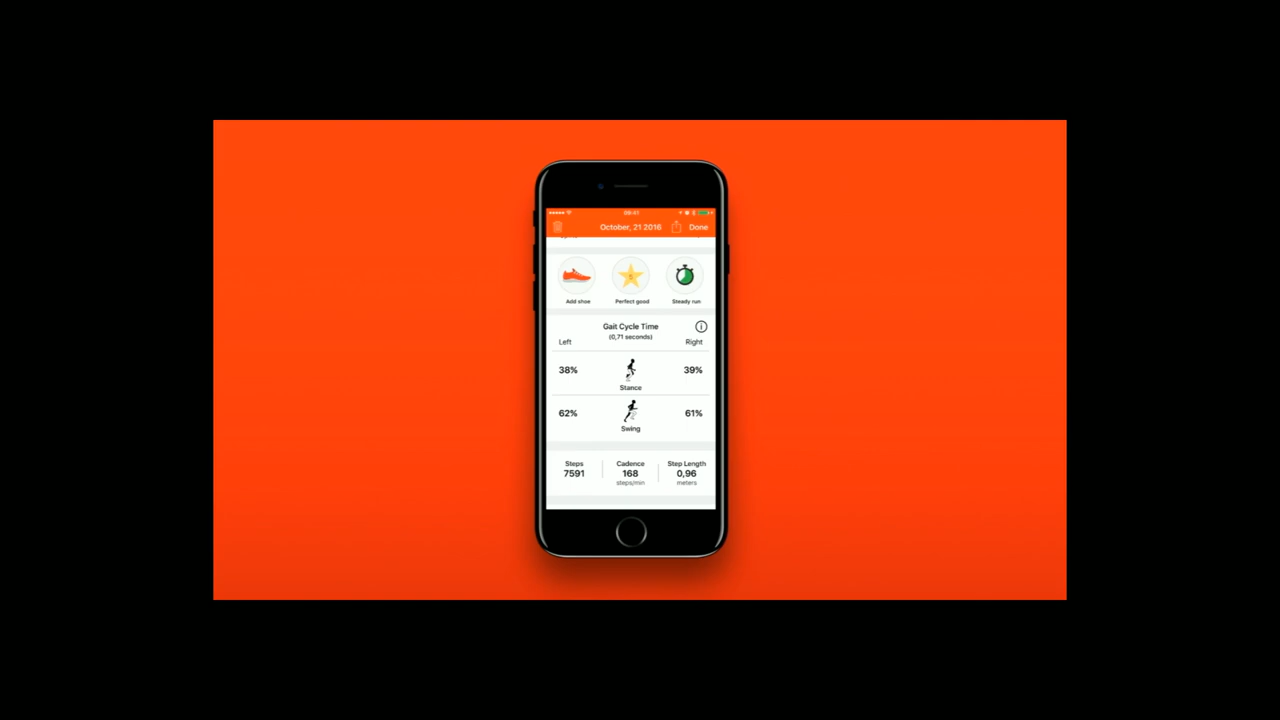 09:41
October, 21 2016
Done
Add shoe
Perfect good
Steady run
Gait Cycle Time
(0,71 seconds)
Left
Right
38%
39%
Stance
62%
61%
Swing
Steps
Cadence
Step Length
7591
168
0,96
steps/min
meters